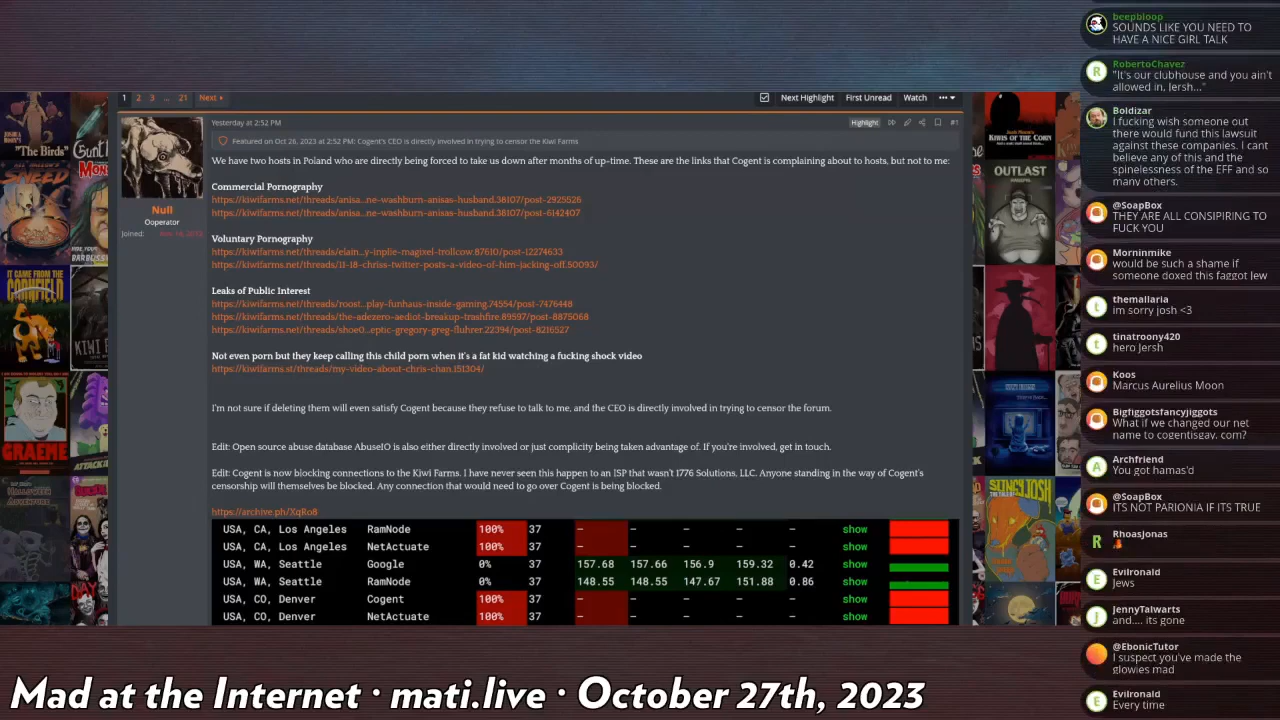 1 2 3 ... 21 Next
Next Highlight First Unread Watch
Yesterday at 2:52 PM
Highlight #1
Featured on Oct 26, 2023 at 2:52 PM: Cogent's CEO is directly involved in trying to censor the Kiwi Farms
We have two hosts in Poland who are directly being forced to take us down after months of up-time. These are the links that Cogent is complaining about to hosts, but not to me:
Commercial Pornography
https://kiwifarms.net/threads/anisa...ne-washburn-anisas-husband.38107/post-2925526
https://kiwifarms.net/threads/anisa...ne-washburn-anisas-husband.38107/post-6142407
Null
Ooperator
Joined:
Voluntary Pornography
https://kiwifarms.net/threads/elain...y-inplie-magixel-trollcow.87610/post-12274633
https://kiwifarms.net/threads/11-18-chriss-twitter-posts-a-video-of-him-jacking-off.50093/
Leaks of Public Interest
https://kiwifarms.net/threads/roost...play-funhaus-inside-gaming.74554/post-7476448
https://kiwifarms.net/threads/the-adezero-aediot-breakup-trashfire.89597/post-8875068
https://kiwifarms.net/threads/shoe0...eptic-gregory-greg-fluhrer.22394/post-8216527
Not even porn but they keep calling this child porn when it's a fat kid watching a fucking shock video
https://kiwifarms.st/threads/my-video-about-chris-chan.151304/
I'm not sure if deleting them will even satisfy Cogent because they refuse to talk to me, and the CEO is directly involved in trying to censor the forum.
Edit: Open source abuse database AbuseIO is also either directly involved or just complicity being taken advantage of. If you're involved, get in touch.
Edit: Cogent is now blocking connections to the Kiwi Farms. I have never seen this happen to an ISP that wasn't 1776 Solutions, LLC. Anyone standing in the way of Cogent's
censorship will themselves be blocked. Any connection that would need to go over Cogent is being blocked.
https://archive.ph/XqRo8
USA, CA, Los Angeles RamNode 100% 37 – – – – – show
USA, CA, Los Angeles NetActuate 100% 37 – – – – – show
USA, WA, Seattle Google 0% 37 157.68 157.66 156.9 159.32 0.42 show
USA, WA, Seattle RamNode 0% 37 148.55 148.55 147.67 151.88 0.86 show
USA, CO, Denver Cogent 100% 37 – – – – – show
USA, CO, Denver NetActuate 100% 37 – – – – – show
"The Birds"
SNEED
IT CAME FROM THE
CORNFIELD
GRAEME
ATTACK
KIWIS OF THE CORN
OUTLAST
beepbloop
SOUNDS LIKE YOU NEED TO
HAVE A NICE GIRL TALK
RobertoChavez
"It's our clubhouse and you ain't
allowed in, Jersh..."
Boldizar
I fucking wish someone out
there would fund this lawsuit
against these companies. I cant
believe any of this and the
spinelessness of the EFF and so
many others.
@SoapBox
THEY ARE ALL CONSPIRING TO
FUCK YOU
Morninmike
would be such a shame if
someone doxed this faggot Jew
themallaria
im sorry josh <3
tinatroony420
hero Jersh
Koos
Marcus Aurelius Moon
Bigfiggotsfancyjiggots
What if we changed our net
name to cogentisgay. com?
Archfriend
You got hamas'd
@SoapBox
ITS NOT PARIONIA IF ITS TRUE
RhoasJonas
🔥
Evilronald
Jews
JennyTalwarts
and.... its gone
@EbonicTutor
I suspect you've made the
glowies mad
Evilronald
Every time
Mad at the Internet · mati.live · October 27th, 2023